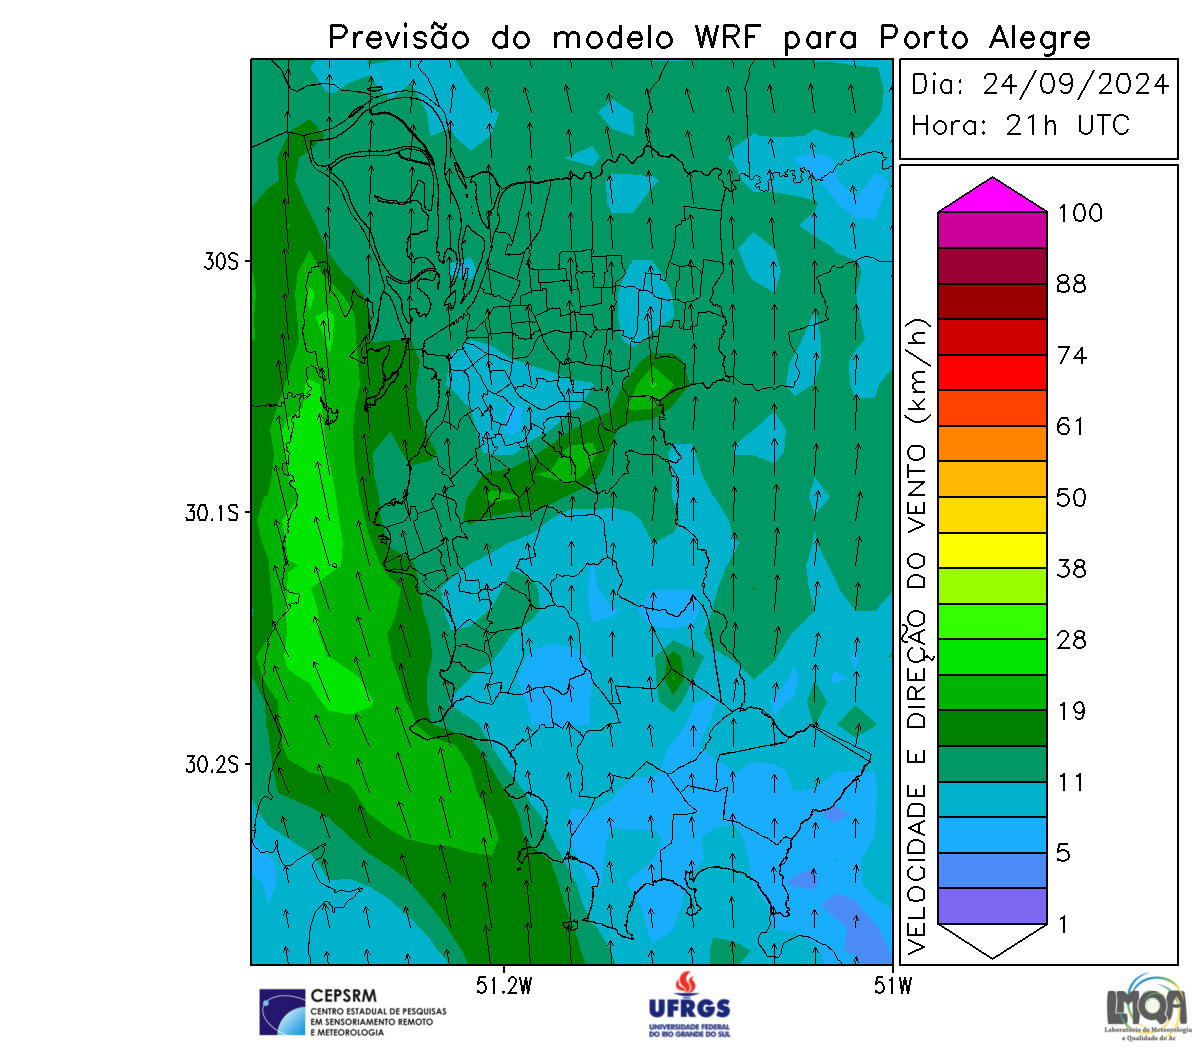 Previsão do modelo WRF para Porto Alegre
Dia: 24/09/2024
Hora: 21h UTC
30S
30.1S
30.2S
51.2W
51W
VELOCIDADE E DIREÇÃO DO VENTO (km/h)
100
88
74
61
50
38
28
19
11
5
1
CEPSRM
CENTRO ESTADUAL DE PESQUISAS
EM SENSORIAMENTO REMOTO
E METEOROLOGIA
UFRGS
UNIVERSIDADE FEDERAL
DO RIO GRANDE DO SUL
LMQA
Laboratório de Meteorologia
e Qualidade do Ar